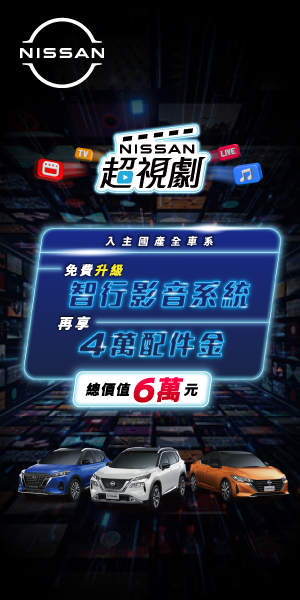 NISSAN
TV
LIVE
NISSAN
超視劇
入主國產全車系
免費升級
智行影音系統
再享
4萬配件金
總價值6萬元